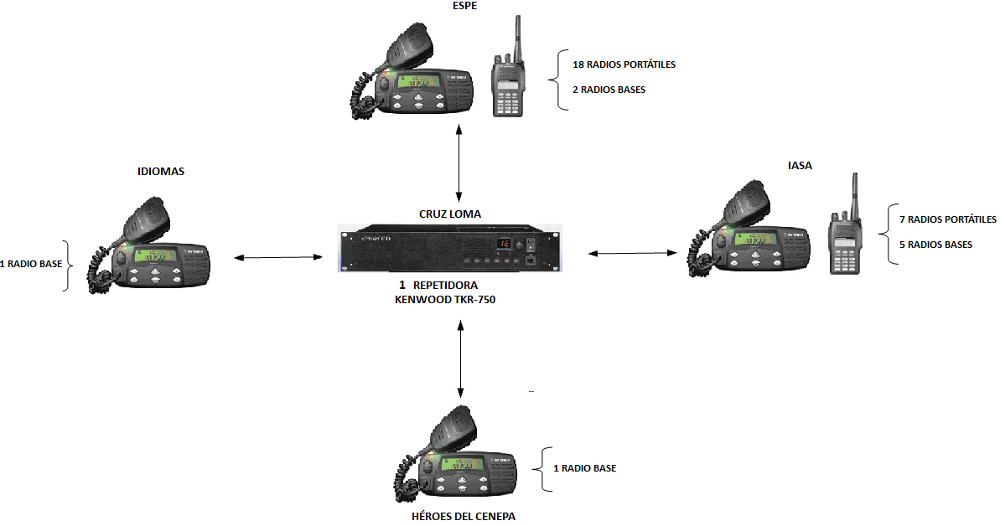 ESPE
18 RADIOS PORTÁTILES
2 RADIOS BASES
IDIOMAS
IASA
CRUZ LOMA
7 RADIOS PORTÁTILES
5 RADIOS BASES
KENWOOD
1 RADIO BASE
1 REPETIDORA
KENWOOD TKR-750
1 RADIO BASE
HÉROES DEL CENEPA